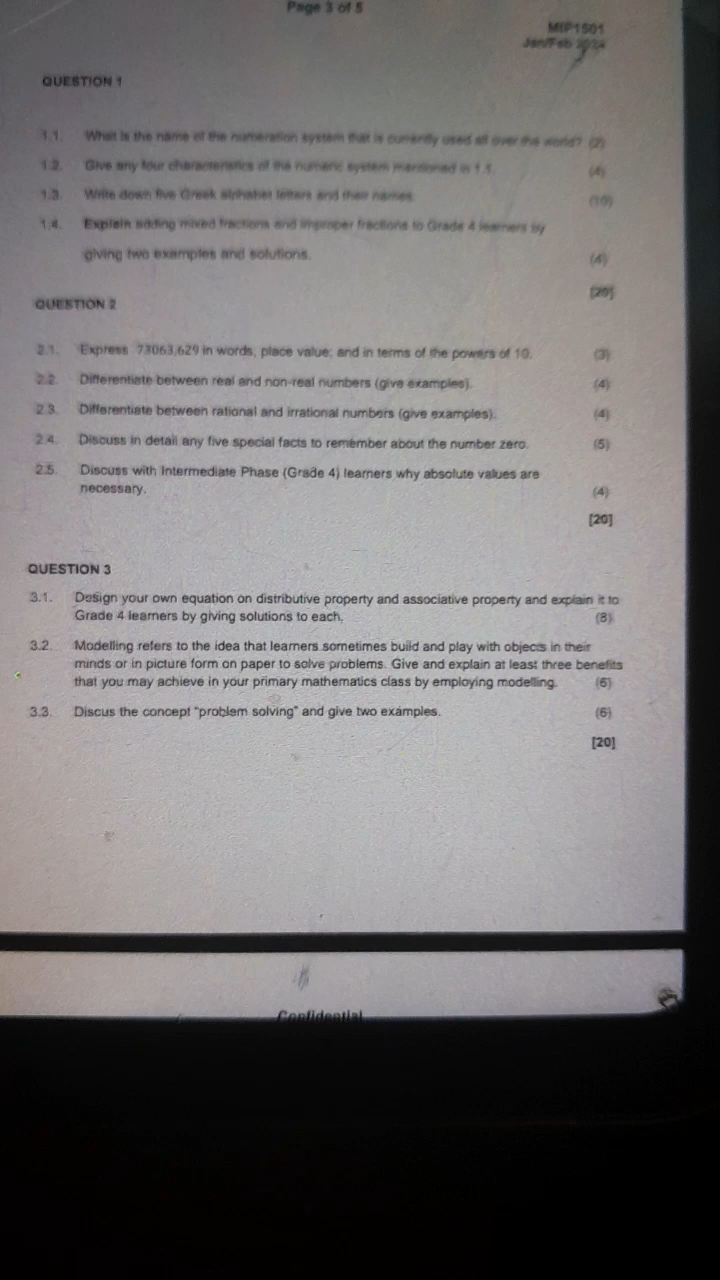 Page 3 of 5
MIP1501
Jan/Feb 2024
QUESTION 1
1.1. What is the name of the numeration system that is currently used all over the world? (2)
1.2. Give any four characteristics of the numeric system mentioned in 1.1. (4)
1.3. Write down five Greek alphabet letters and their names (10)
1.4. Explain adding mixed fractions and improper fractions to Grade 4 learners by
giving two examples and solutions. (4)
[20]
QUESTION 2
2.1. Express 73063,629 in words, place value, and in terms of the powers of 10. (3)
2.2. Differentiate between real and non-real numbers (give examples). (4)
2.3. Differentiate between rational and irrational numbers (give examples). (4)
2.4. Discuss in detail any five special facts to remember about the number zero. (5)
2.5. Discuss with Intermediate Phase (Grade 4) learners why absolute values are
necessary. (4)
[20]
QUESTION 3
3.1. Design your own equation on distributive property and associative property and explain it to
Grade 4 learners by giving solutions to each. (8)
3.2. Modelling refers to the idea that learners sometimes build and play with objects in their
minds or in picture form on paper to solve problems. Give and explain at least three benefits
that you may achieve in your primary mathematics class by employing modelling. (6)
3.3. Discus the concept "problem solving" and give two examples. (6)
[20]
Confidential